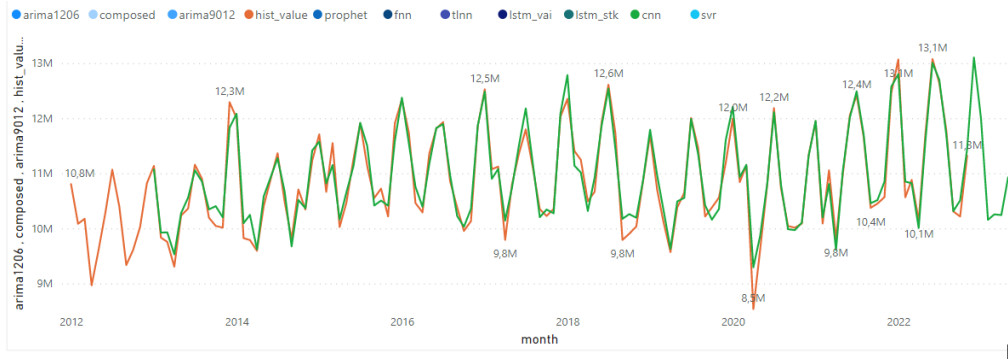 arima1206 composed arima9012 hist_value prophet fnn tlnn lstm_vai lstm_stk cnn svr
arima1206 . composed . arima9012 . hist_valu...
13M
12M
11M
10M
9M
10,8M
12,3M
12,5M
9,8M
12,6M
9,8M
12,0M
8,5M
12,2M
9,8M
12,4M
10,4M
13,1M
10,1M
13,1M
11,3M
2012 2014 2016 2018 2020 2022
month